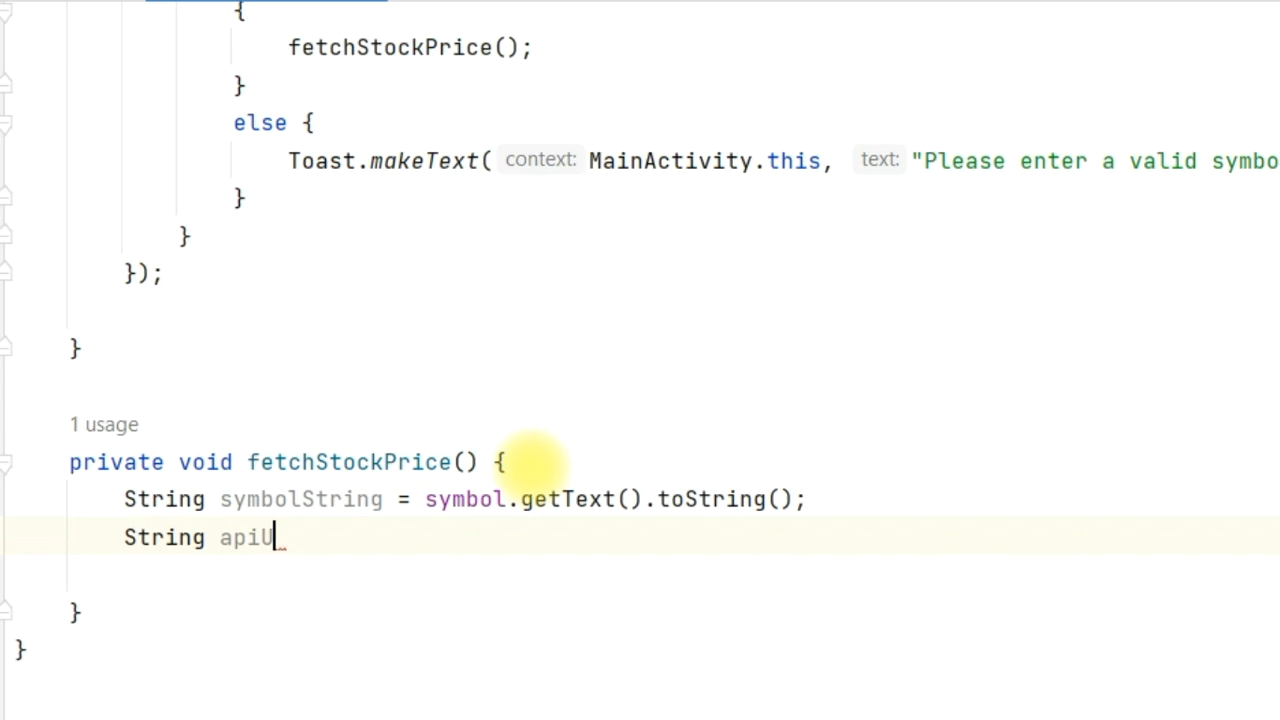 {
fetchStockPrice();
}
else {
Toast.makeText( context: MainActivity.this, text: "Please enter a valid symbo
}
}
});
}
1 usage
private void fetchStockPrice() {
String symbolString = symbol.getText().toString();
String apiU
}
}